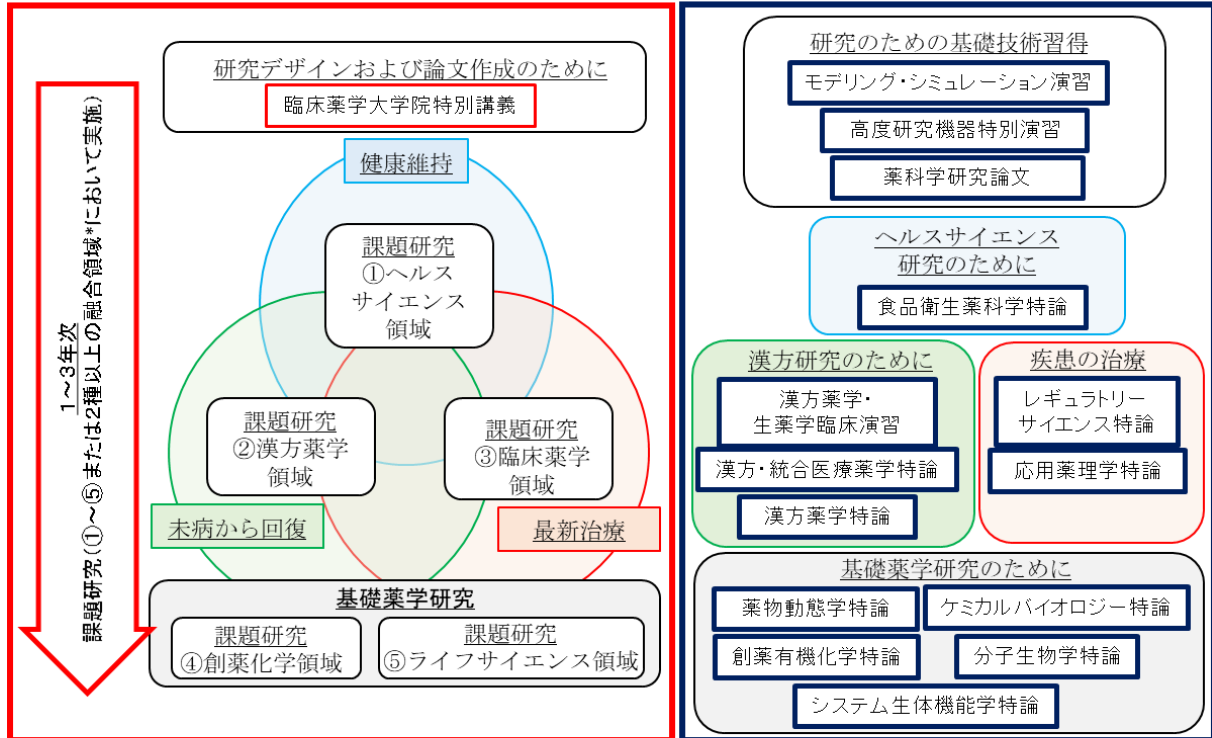 1～3年次
課題研究(①～⑤)または2種以上の融合領域*において実施
研究デザインおよび論文作成のために
臨床薬学大学院特別講義
健康維持
課題研究
①ヘルス
サイエンス
領域
課題研究
②漢方薬学
領域
課題研究
③臨床薬学
領域
未病から回復
最新治療
基礎薬学研究
課題研究
④創薬化学領域
課題研究
⑤ライフサイエンス領域
研究のための基礎技術習得
モデリング・シミュレーション演習
高度研究機器特別演習
薬科学研究論文
ヘルスサイエンス
研究のために
食品衛生薬科学特論
漢方研究のために
漢方薬学・
生薬学臨床演習
漢方・統合医療薬学特論
漢方薬学特論
疾患の治療
レギュラトリー
サイエンス特論
応用薬理学特論
基礎薬学研究のために
薬物動態学特論
ケミカルバイオロジー特論
創薬有機化学特論
分子生物学特論
システム生体機能学特論